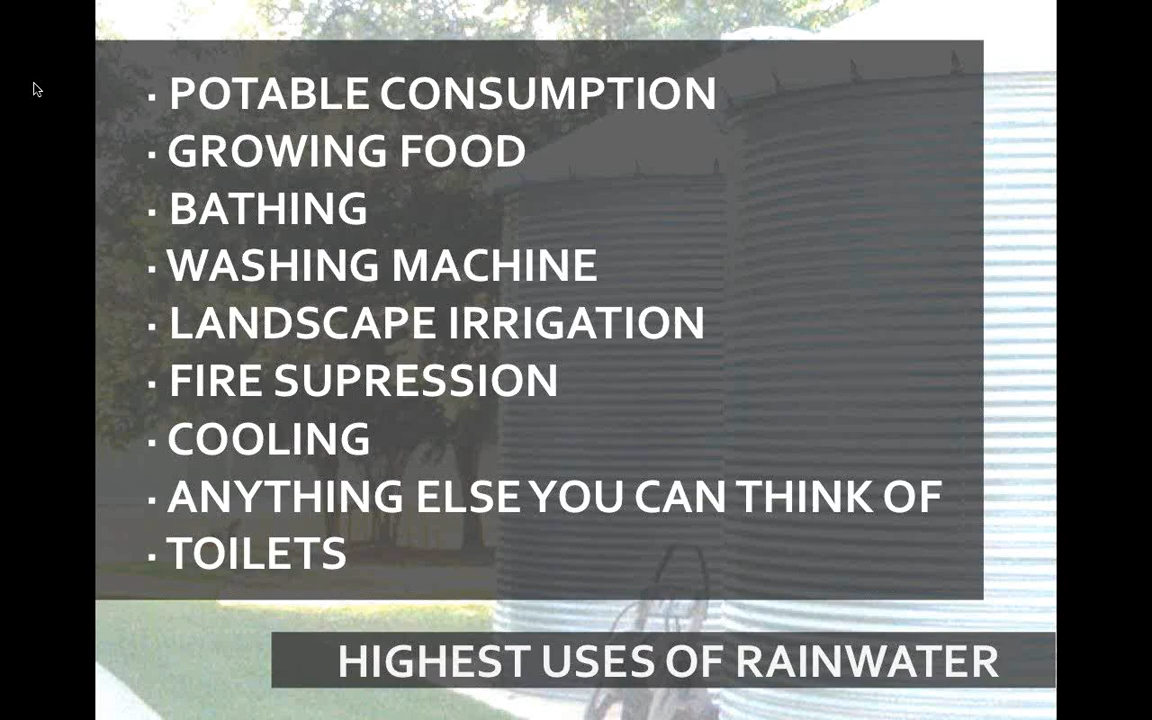 · POTABLE CONSUMPTION
· GROWING FOOD
· BATHING
· WASHING MACHINE
· LANDSCAPE IRRIGATION
· FIRE SUPRESSION
· COOLING
· ANYTHING ELSE YOU CAN THINK OF
· TOILETS
HIGHEST USES OF RAINWATER